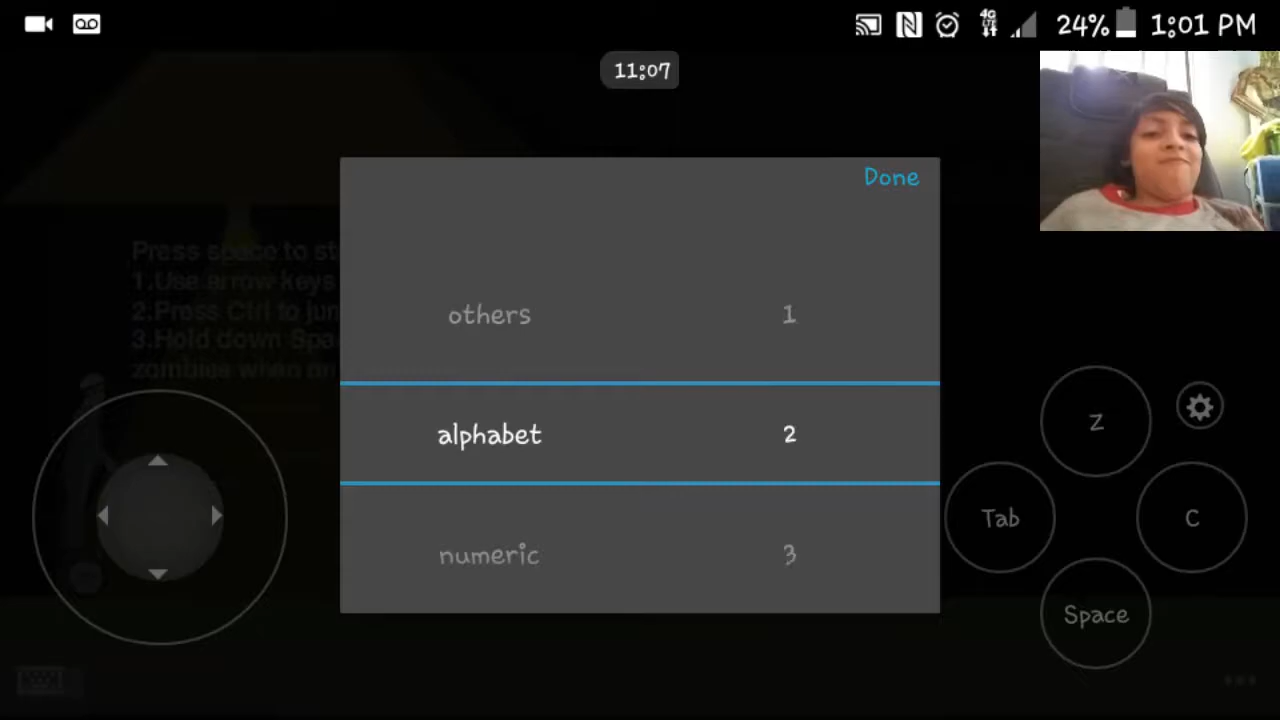 4G 24% 1:01 PM
11:07
Done
Press space to st
1.Use arrow keys
2.Press Ctrl to jum
3.Hold down Spa
zombies when
others 1
alphabet 2
numeric 3
Z
Tab C
Space